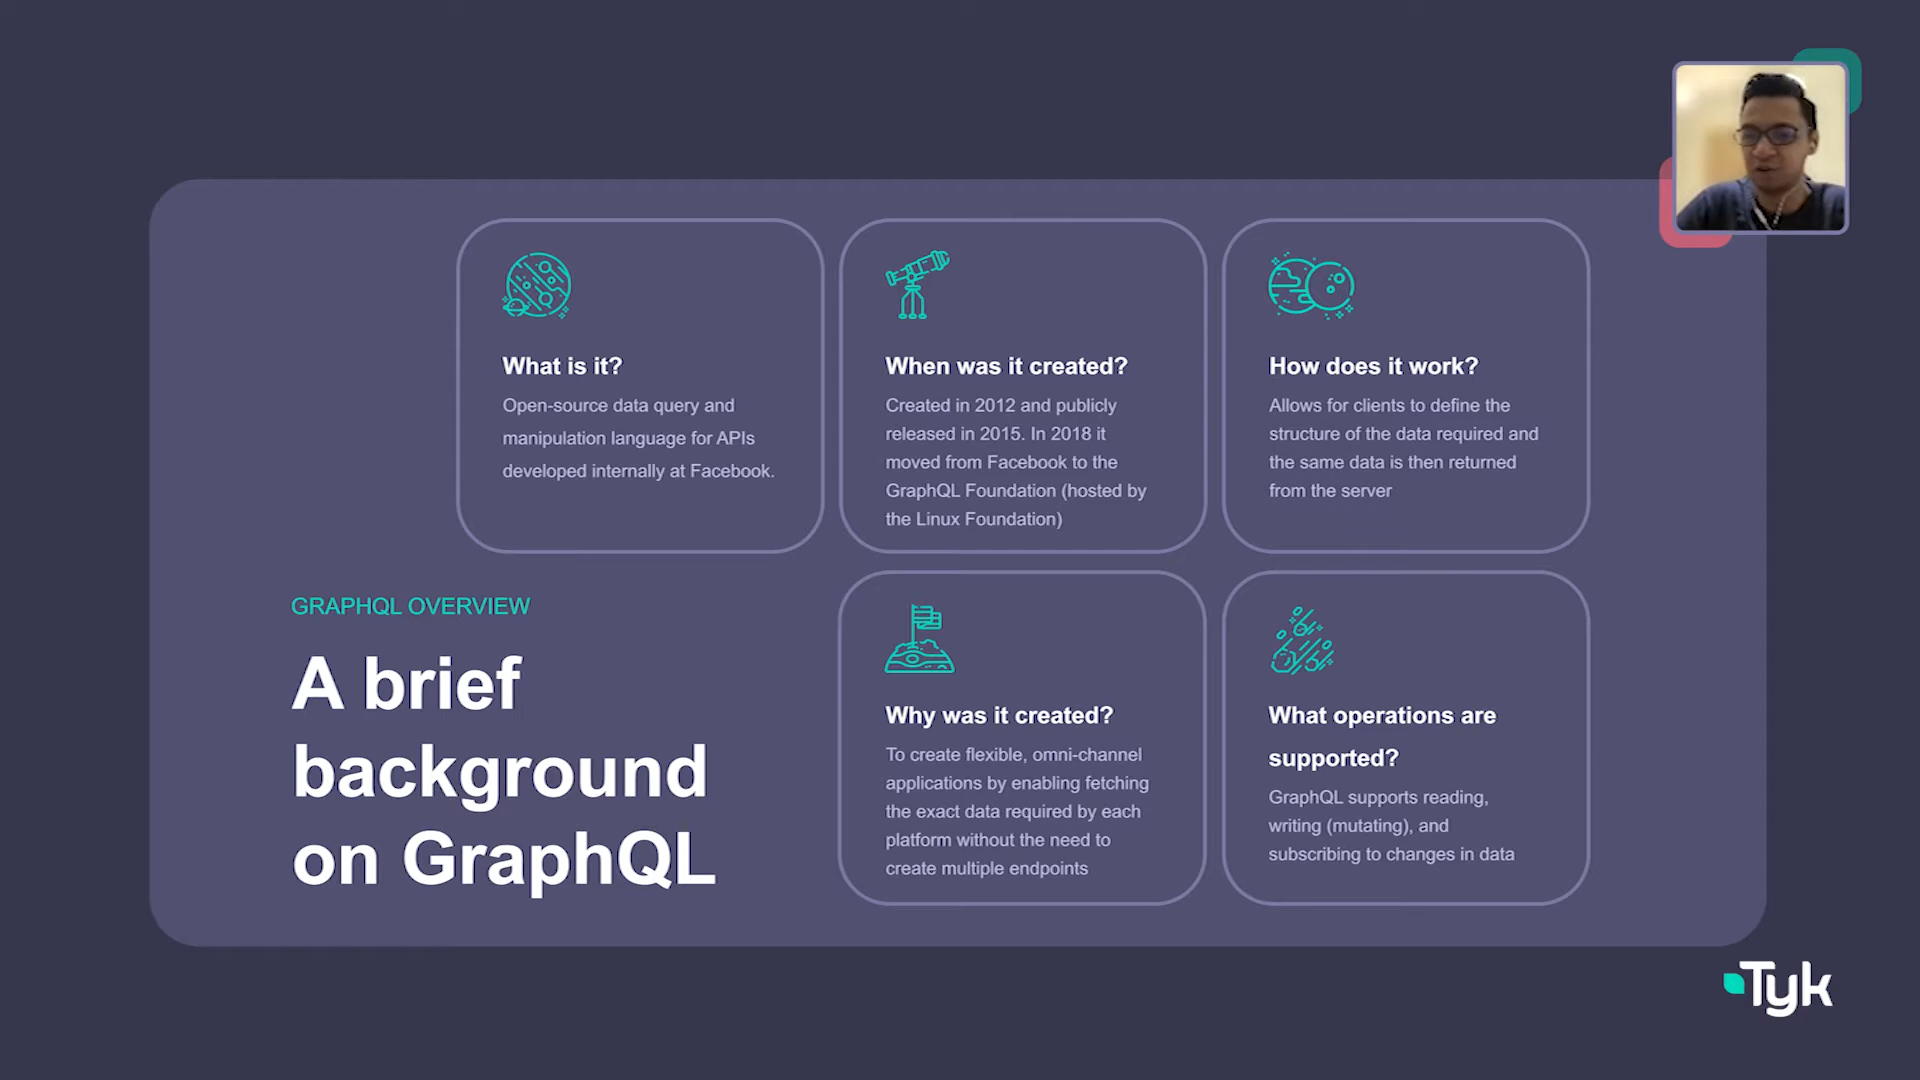 What is it?
Open-source data query and
manipulation language for APIs
developed internally at Facebook.
When was it created?
Created in 2012 and publicly
released in 2015. In 2018 it
moved from Facebook to the
GraphQL Foundation (hosted by
the Linux Foundation)
How does it work?
Allows for clients to define the
structure of the data required and
the same data is then returned
from the server
GRAPHQL OVERVIEW
A brief
background
on GraphQL
Why was it created?
To create flexible, omni-channel
applications by enabling fetching
the exact data required by each
platform without the need to
create multiple endpoints
What operations are
supported?
GraphQL supports reading,
writing (mutating), and
subscribing to changes in data
Tyk